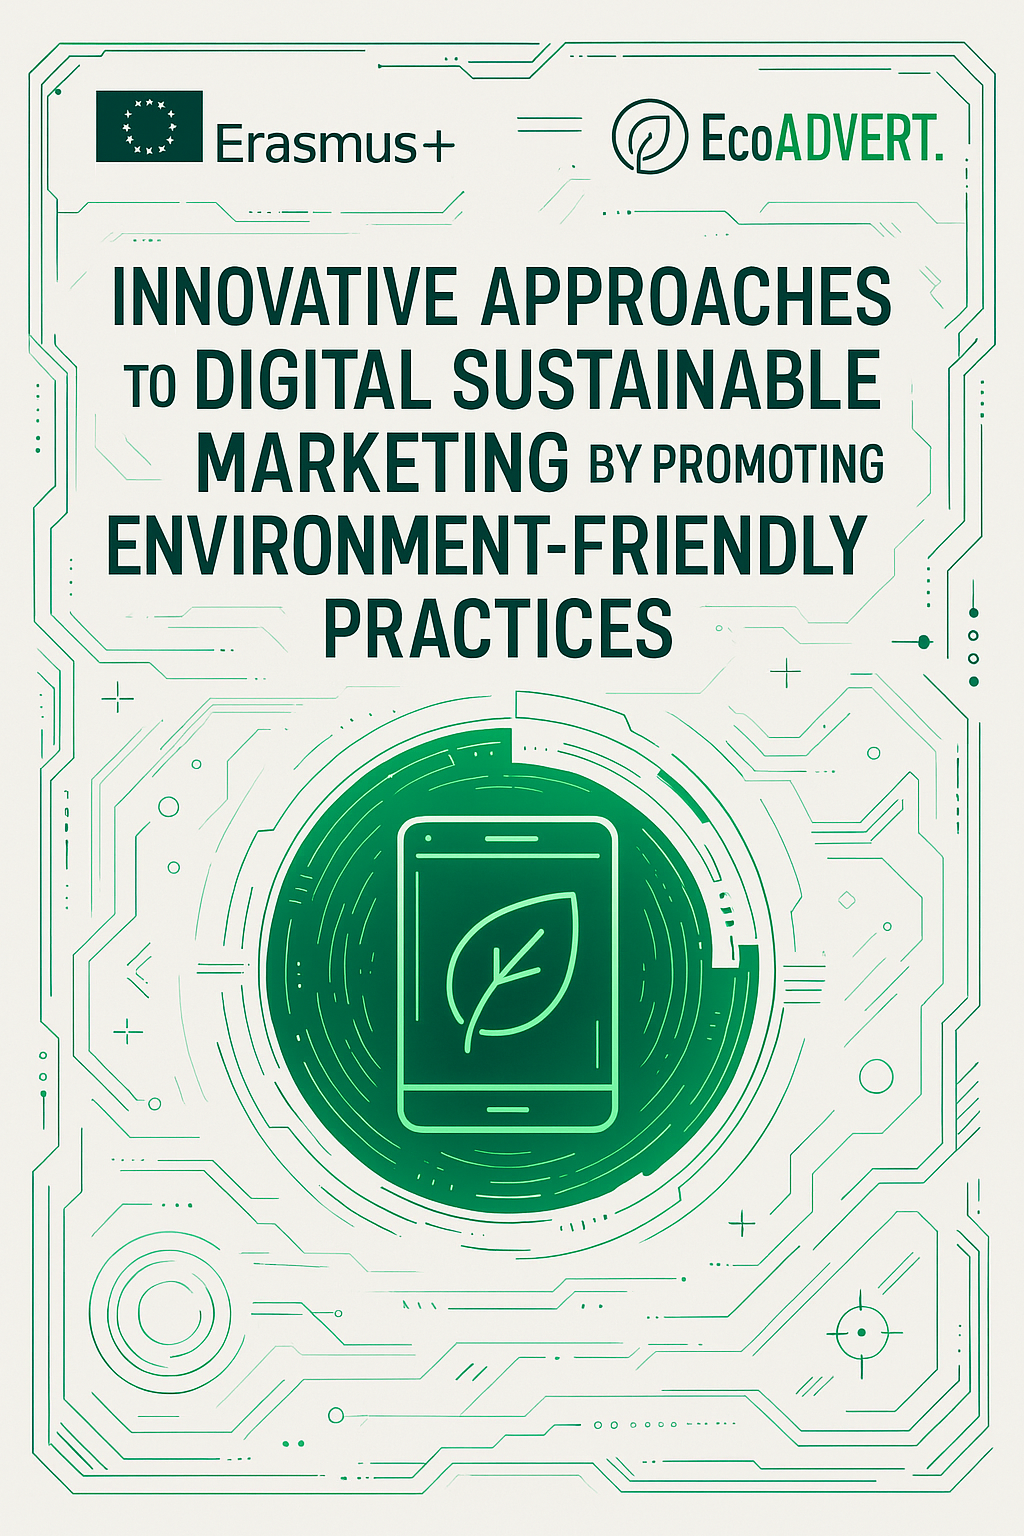 Erasmus+
EcoADVERT.
INNOVATIVE APPROACHES
TO DIGITAL SUSTAINABLE
MARKETING BY PROMOTING
ENVIRONMENT-FRIENDLY
PRACTICES